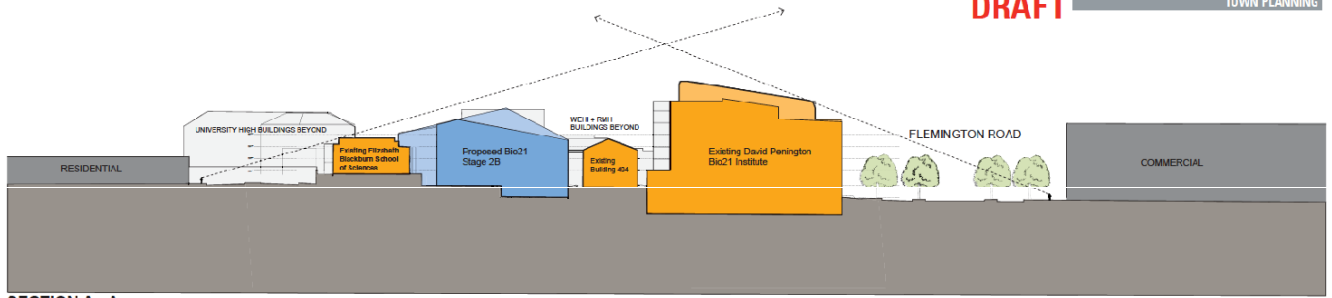 DRAFT
TOWN PLANNING
UNIVERSITY HIGH BUILDINGS BEYOND
WEHI + RMIT
BUILDINGS BEYOND
FLEMINGTON ROAD
RESIDENTIAL
Existing Elizabeth
Blackburn School
of Sciences
Proposed Bio21
Stage 2B
Existing
Building 404
Existing David Penington
Bio21 Institute
COMMERCIAL